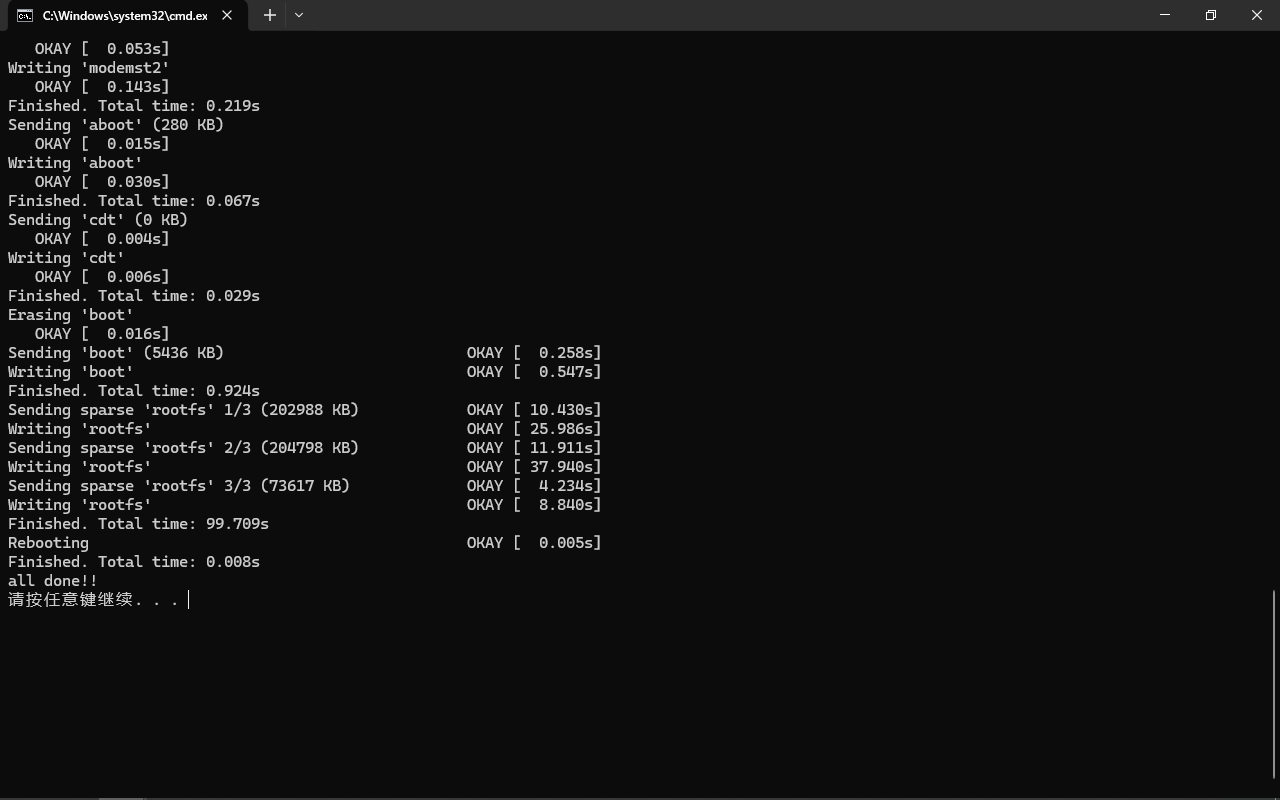 C:\Windows\system32\cmd.ex
OKAY [  0.053s]
Writing 'modemst2'
OKAY [  0.143s]
Finished. Total time: 0.219s
Sending 'aboot' (280 KB)
OKAY [  0.015s]
Writing 'aboot'
OKAY [  0.030s]
Finished. Total time: 0.067s
Sending 'cdt' (0 KB)
OKAY [  0.004s]
Writing 'cdt'
OKAY [  0.006s]
Finished. Total time: 0.029s
Erasing 'boot'
OKAY [  0.016s]
Sending 'boot' (5436 KB)                           OKAY [  0.258s]
Writing 'boot'                                     OKAY [  0.547s]
Finished. Total time: 0.924s
Sending sparse 'rootfs' 1/3 (202988 KB)            OKAY [ 10.430s]
Writing 'rootfs'                                   OKAY [ 25.986s]
Sending sparse 'rootfs' 2/3 (204798 KB)            OKAY [ 11.911s]
Writing 'rootfs'                                   OKAY [ 37.940s]
Sending sparse 'rootfs' 3/3 (73617 KB)             OKAY [  4.234s]
Writing 'rootfs'                                   OKAY [  8.840s]
Finished. Total time: 99.709s
Rebooting                                          OKAY [  0.005s]
Finished. Total time: 0.008s
all done!!
请按任意键继续. . .